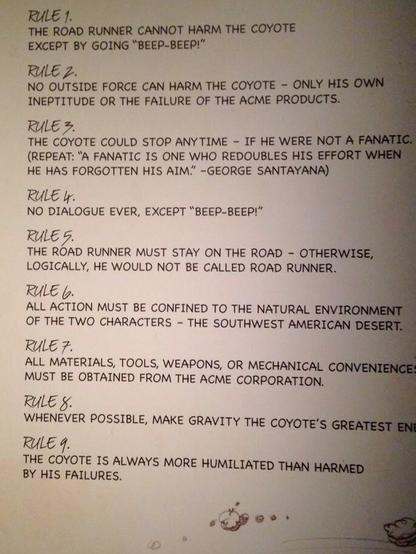 RULE 1.
THE ROAD RUNNER CANNOT HARM THE COYOTE
EXCEPT BY GOING "BEEP-BEEP!"
RULE 2.
NO OUTSIDE FORCE CAN HARM THE COYOTE – ONLY HIS OWN
INEPTITUDE OR THE FAILURE OF THE ACME PRODUCTS.
RULE 3.
THE COYOTE COULD STOP ANYTIME – IF HE WERE NOT A FANATIC.
(REPEAT: "A FANATIC IS ONE WHO REDOUBLES HIS EFFORT WHEN
HE HAS FORGOTTEN HIS AIM." –GEORGE SANTAYANA)
RULE 4.
NO DIALOGUE EVER, EXCEPT "BEEP-BEEP!"
RULE 5.
THE ROAD RUNNER MUST STAY ON THE ROAD – OTHERWISE,
LOGICALLY, HE WOULD NOT BE CALLED ROAD RUNNER.
RULE 6.
ALL ACTION MUST BE CONFINED TO THE NATURAL ENVIRONMENT
OF THE TWO CHARACTERS – THE SOUTHWEST AMERICAN DESERT.
RULE 7.
ALL MATERIALS, TOOLS, WEAPONS, OR MECHANICAL CONVENIENCES
MUST BE OBTAINED FROM THE ACME CORPORATION.
RULE 8.
WHENEVER POSSIBLE, MAKE GRAVITY THE COYOTE'S GREATEST
RULE 9.
THE COYOTE IS ALWAYS MORE HUMILIATED THAN HARMED
BY HIS FAILURES.